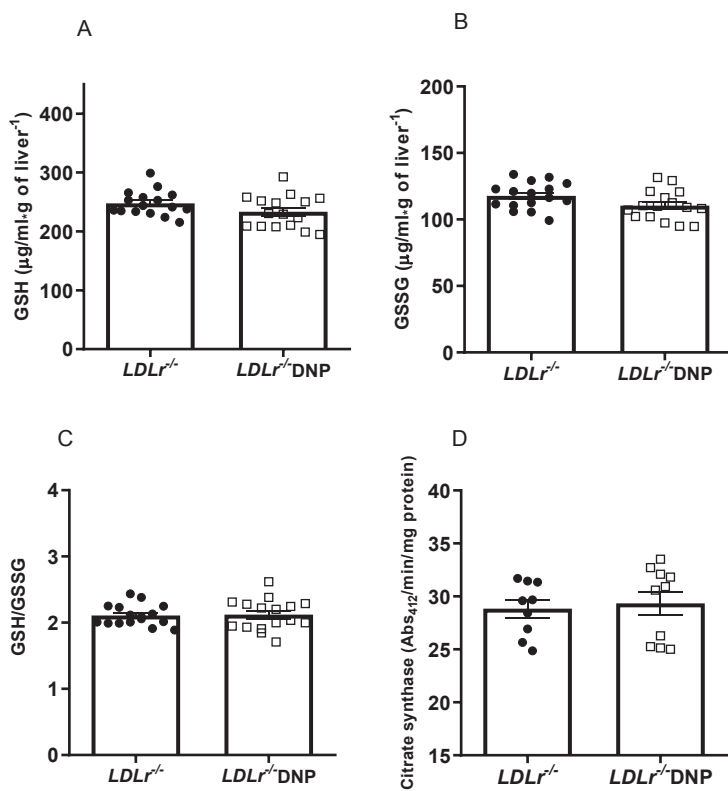 A
GSH (µg/ml*g of liver⁻¹)
400
300
200
100
0
LDLr⁻/⁻
LDLr⁻/⁻DNP
B
GSSG (µg/ml*g of liver⁻¹)
200
150
100
50
0
LDLr⁻/⁻
LDLr⁻/⁻DNP
C
GSH/GSSG
4
3
2
1
0
LDLr⁻/⁻
LDLr⁻/⁻DNP
D
Citrate synthase (Abs₄₁₂/min/mg protein)
40
35
30
25
20
15
LDLr⁻/⁻
LDLr⁻/⁻DNP